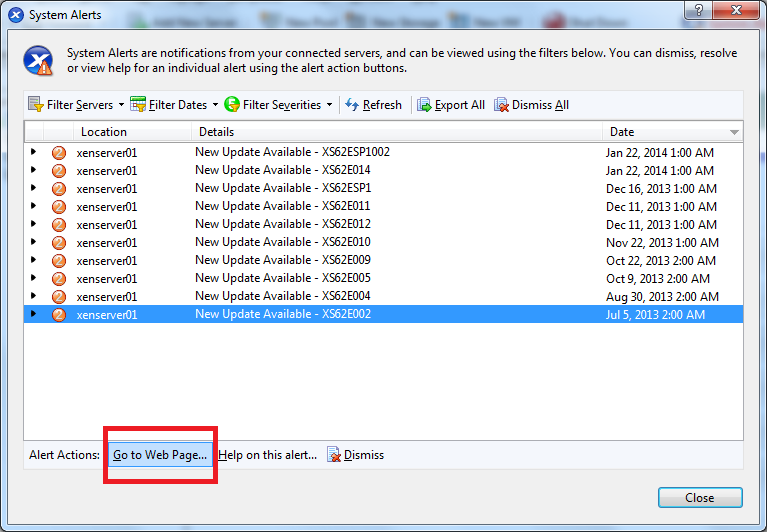 System Alerts
?
System Alerts are notifications from your connected servers, and can be viewed using the filters below. You can dismiss, resolve
or view help for an individual alert using the alert action buttons.
Filter Servers Filter Dates Filter Severities Refresh Export All Dismiss All
Location Details Date
2 xenserver01 New Update Available - XS62ESP1002 Jan 22, 2014 1:00 AM
2 xenserver01 New Update Available - XS62E014 Jan 22, 2014 1:00 AM
2 xenserver01 New Update Available - XS62ESP1 Dec 16, 2013 1:00 AM
2 xenserver01 New Update Available - XS62E011 Dec 11, 2013 1:00 AM
2 xenserver01 New Update Available - XS62E012 Dec 11, 2013 1:00 AM
2 xenserver01 New Update Available - XS62E010 Nov 22, 2013 1:00 AM
2 xenserver01 New Update Available - XS62E009 Oct 22, 2013 2:00 AM
2 xenserver01 New Update Available - XS62E005 Oct 9, 2013 2:00 AM
2 xenserver01 New Update Available - XS62E004 Aug 30, 2013 2:00 AM
2 xenserver01 New Update Available - XS62E002 Jul 5, 2013 2:00 AM
Alert Actions: Go to Web Page... Help on this alert... Dismiss
Close